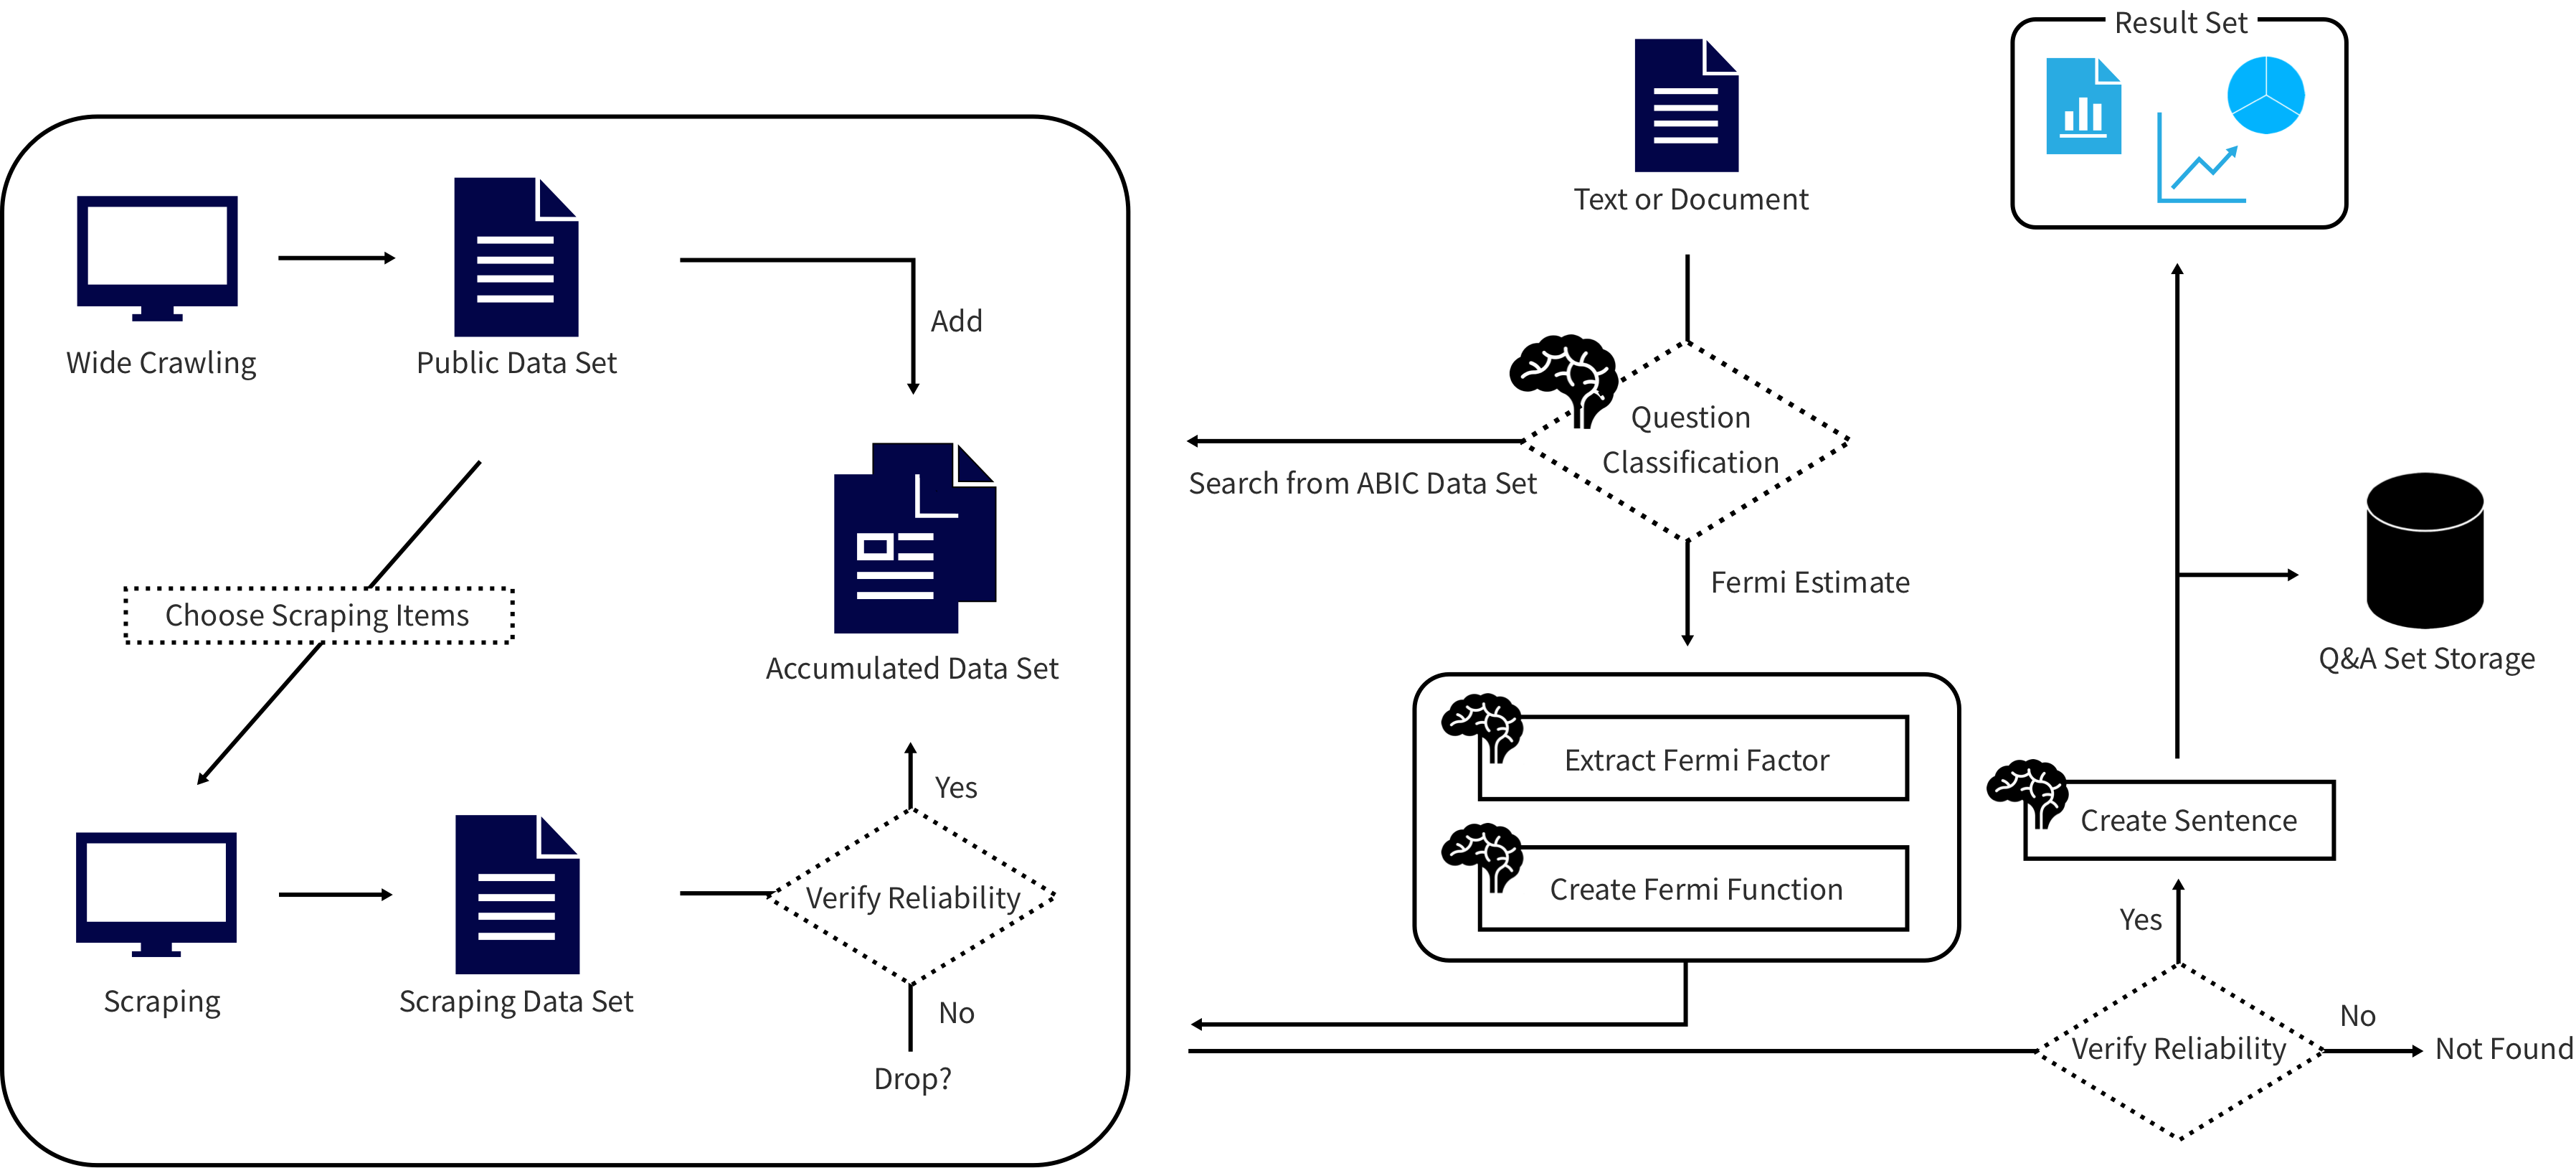 Result Set
Text or Document
Wide Crawling
Public Data Set
Add
Question
Classification
Search from ABIC Data Set
Fermi Estimate
Choose Scraping Items
Accumulated Data Set
Q&A Set Storage
Extract Fermi Factor
Yes
Create Sentence
Create Fermi Function
Verify Reliability
Yes
Scraping
Scraping Data Set
No
No
Verify Reliability
Not Found
Drop?